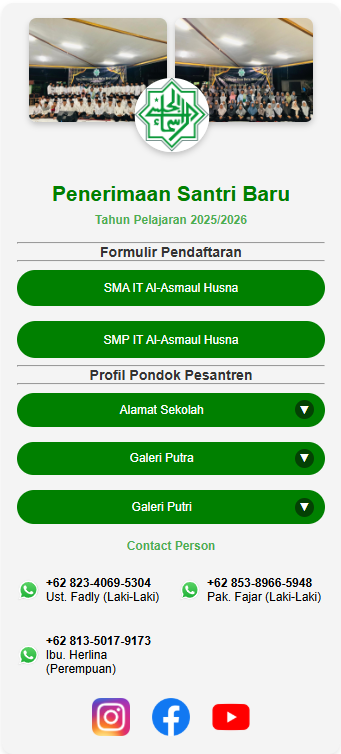 Penerimaan Santri Baru
Tahun Pelajaran 2025/2026
Formulir Pendaftaran
SMA IT Al-Asmaul Husna
SMP IT Al-Asmaul Husna
Profil Pondok Pesantren
Alamat Sekolah
Galeri Putra
Galeri Putri
Contact Person
+62 823-4069-5304
Ust. Fadly (Laki-Laki)
+62 853-8966-5948
Pak. Fajar (Laki-Laki)
+62 813-5017-9173
Ibu. Herlina
(Perempuan)